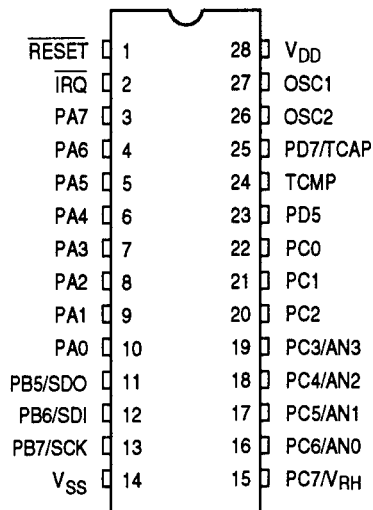 RESET 1 28 VDD
IRQ 2 27 OSC1
PA7 3 26 OSC2
PA6 4 25 PD7/TCAP
PA5 5 24 TCMP
PA4 6 23 PD5
PA3 7 22 PC0
PA2 8 21 PC1
PA1 9 20 PC2
PA0 10 19 PC3/AN3
PB5/SDO 11 18 PC4/AN2
PB6/SDI 12 17 PC5/AN1
PB7/SCK 13 16 PC6/AN0
VSS 14 15 PC7/VRH